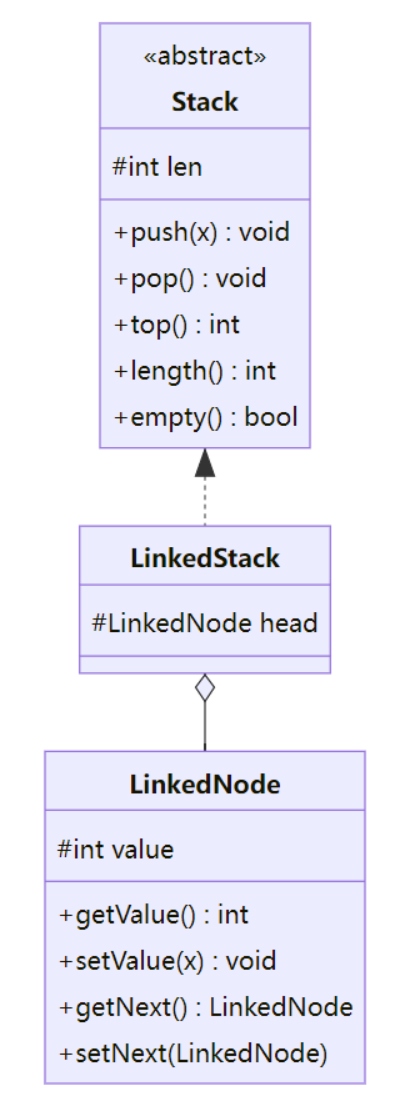 «abstract»
Stack
#int len
+push(x) : void
+pop() : void
+top() : int
+length() : int
+empty() : bool
LinkedStack
#LinkedNode head
LinkedNode
#int value
+getValue() : int
+setValue(x) : void
+getNext() : LinkedNode
+setNext(LinkedNode)